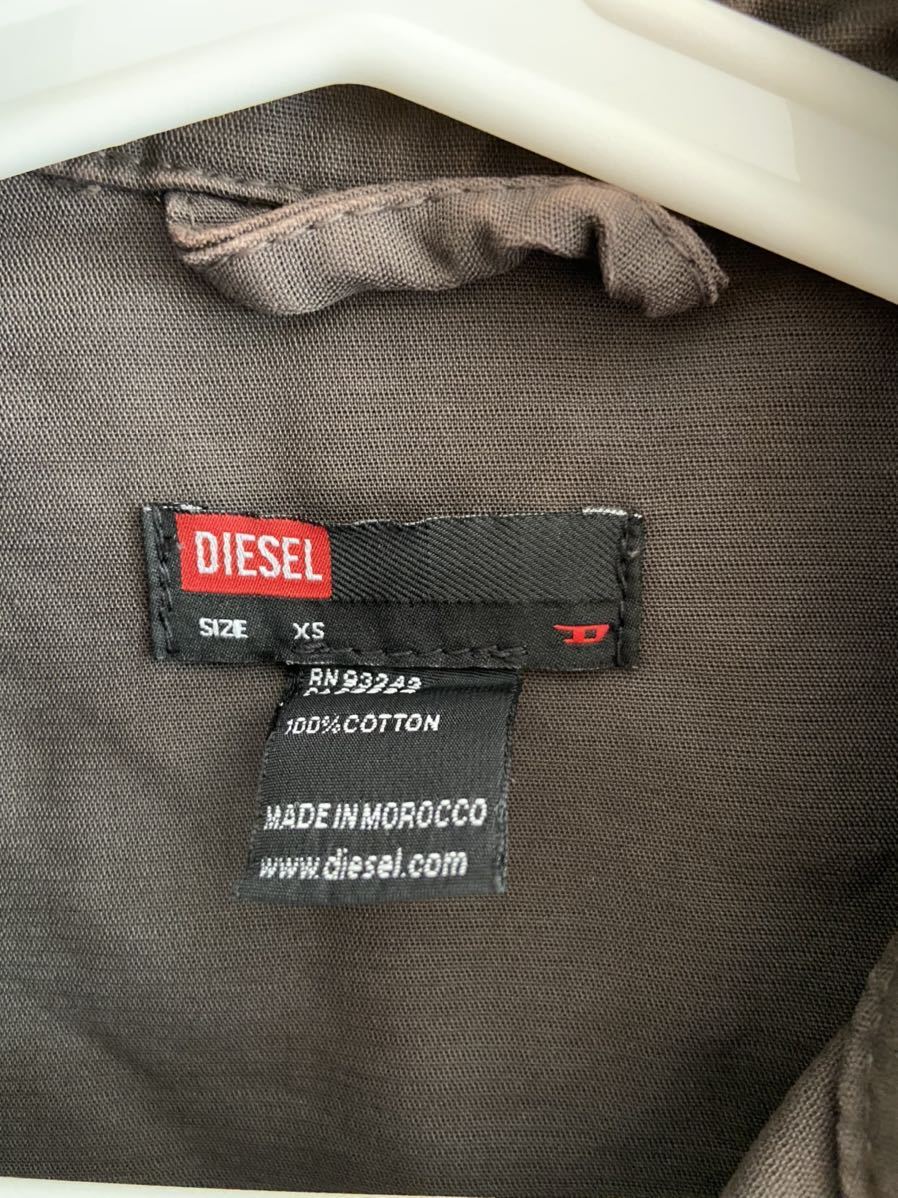 DIESEL
SIZE XS
RN 93243
100% COTTON
MADE IN MOROCCO
www.diesel.com